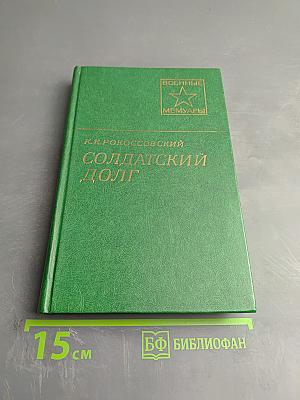 ВОЕННЫЕ
МЕМУАРЫ
К.К.РОКОССОВСКИЙ
СОЛДАТСКИЙ
ДОЛГ
15 см
БФ БИБЛИОФАН